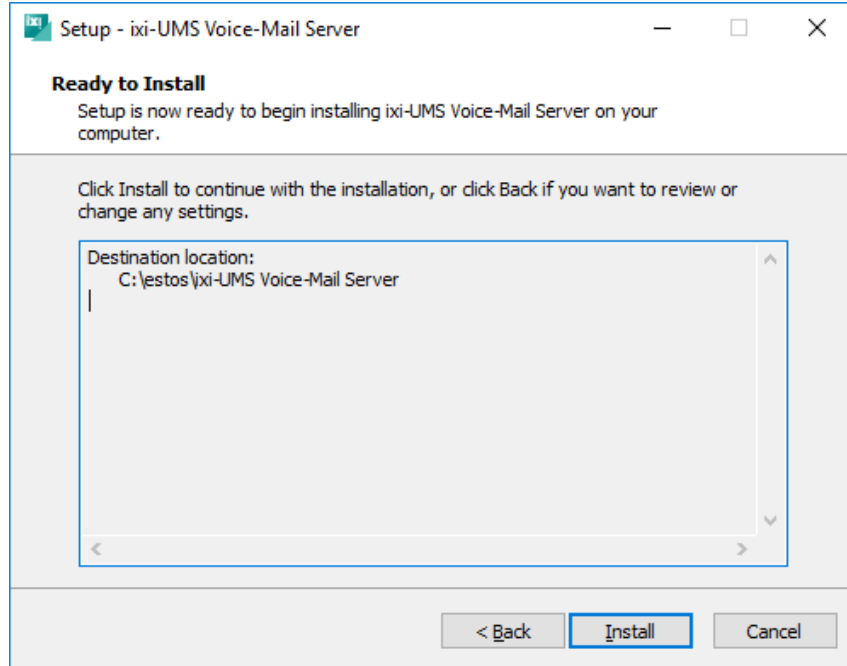 ixi
Setup - ixi-UMS Voice-Mail Server
Ready to Install
Setup is now ready to begin installing ixi-UMS Voice-Mail Server on your
computer.
Click Install to continue with the installation, or click Back if you want to review or
change any settings.
Destination location:
C:\estos\ixi-UMS Voice-Mail Server
< Back
Install
Cancel